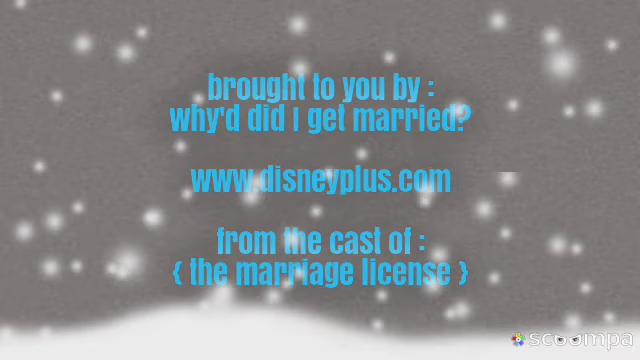 brought to you by :
why'd did i get married?
www.disneyplus.com
from the cast of :
{ the marriage license }
scoompa